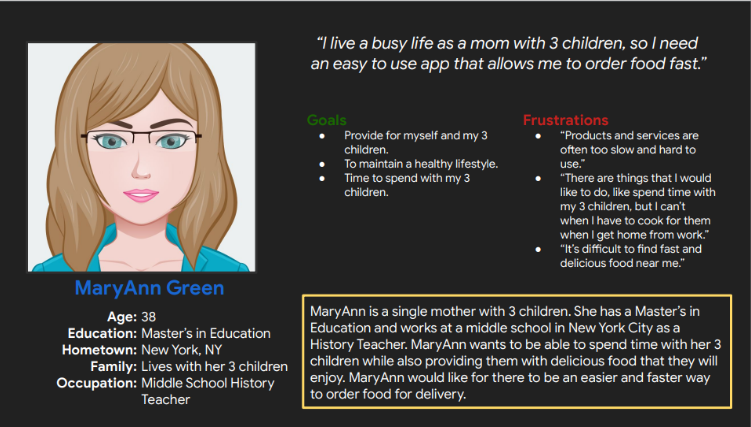 “I live a busy life as a mom with 3 children, so I need
an easy to use app that allows me to order food fast.”
Goals
● Provide for myself and my 3
children.
● To maintain a healthy lifestyle.
● Time to spend with my 3
children.
Frustrations
● “Products and services are
often too slow and hard to
use.”
● “There are things that I would
like to do, like spend time with
my 3 children, but I can’t
when I have to cook for them
when I get home from work.”
● “It’s difficult to find fast and
delicious food near me.”
MaryAnn Green
Age: 38
Education: Master’s in Education
Hometown: New York, NY
Family: Lives with her 3 children
Occupation: Middle School History
Teacher
MaryAnn is a single mother with 3 children. She has a Master’s in
Education and works at a middle school in New York City as a
History Teacher. MaryAnn wants to be able to spend time with her 3
children while also providing them with delicious food that they will
enjoy. MaryAnn would like for there to be an easier and faster way
to order food for delivery.